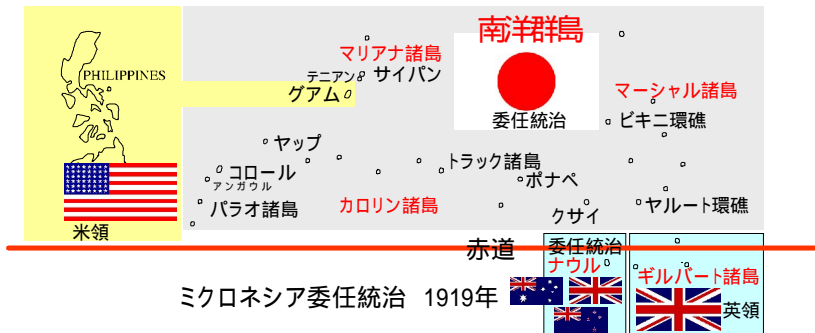 南洋群島
マリアナ諸島
PHILIPPINES
テニアン
サイパン
グアム
マーシャル諸島
委任統治
ビキニ環礁
ヤップ
トラック諸島
コロール
アンガウル
ポナペ
パラオ諸島
カロリン諸島
クサイ
ヤルート環礁
米領
赤道
委任統治
ナウル
ギルバート諸島
ミクロネシア委任統治 1919年
英領